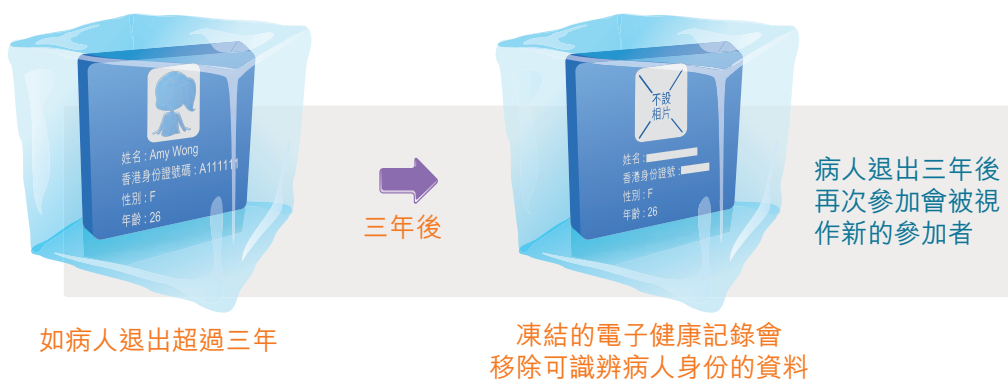 姓名 : Amy Wong
香港身份證號碼 : A111111
性別 : F
年齡 : 26
如病人退出超過三年
三年後
不設
相片
姓名 :
香港身份證號 :
性別 : F
年齡 : 26
凍結的電子健康記錄會
移除可識辨病人身份的資料
病人退出三年後
再次參加會被視
作新的參加者